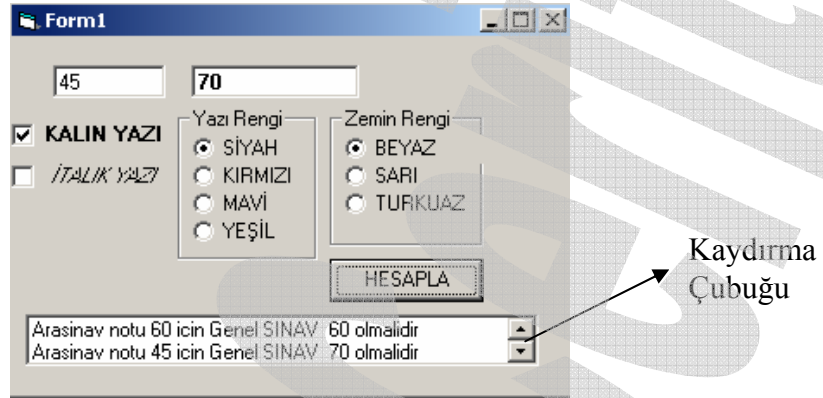 Form1
45
70
KALIN YAZI
İTALIK YAZI
Yazı Rengi
SİYAH
KIRMIZI
MAVİ
YEŞİL
Zemin Rengi
BEYAZ
SARI
TURKUAZ
HESAPLA
Arasinav notu 60 icin Genel SINAV 60 olmalidir
Arasinav notu 45 icin Genel SINAV 70 olmalidir
Kaydırma
Çubuğu